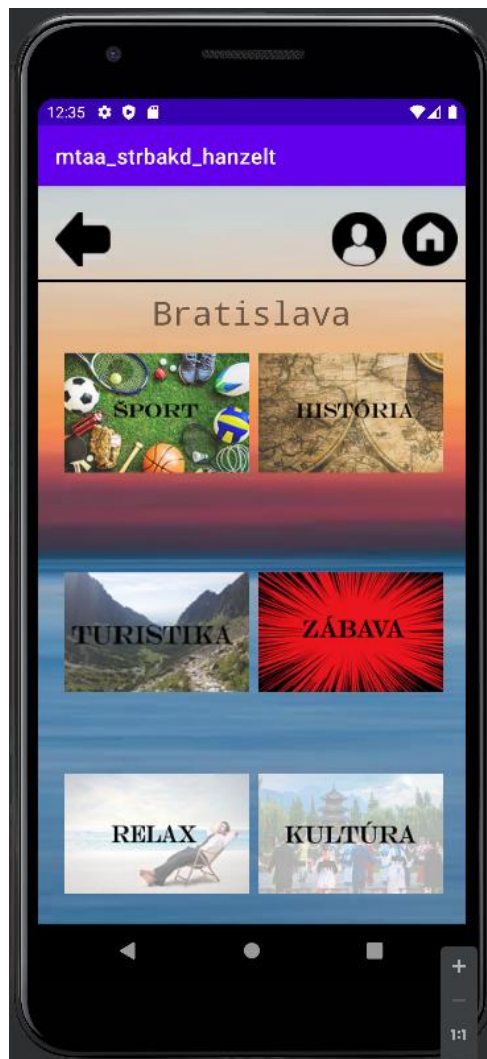 12:35
mtaa_strbakd_hanzelt
Bratislava
ŠPORT
HISTÓRIA
TURISTIKA
ZÁBAVA
RELAX
KULTÚRA
1:1